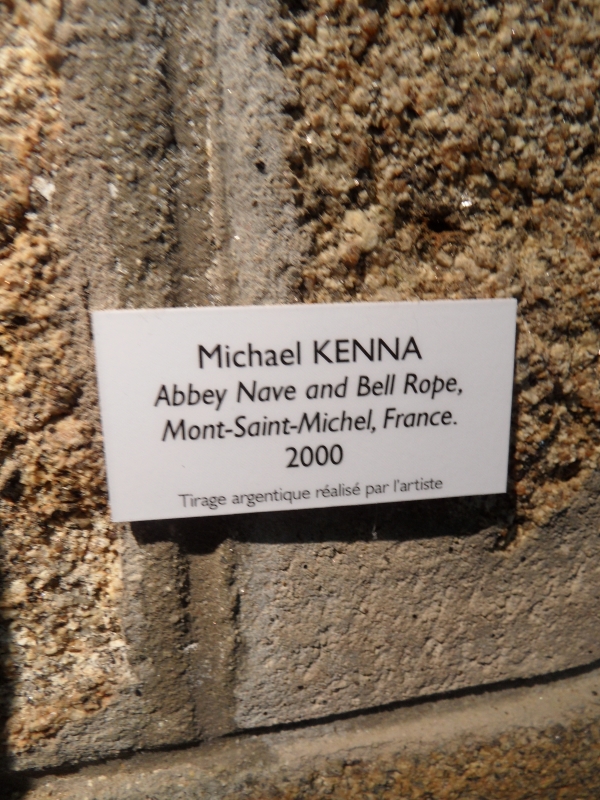 Michael KENNA
Abbey Nave and Bell Rope,
Mont-Saint-Michel, France.
2000
Tirage argentique réalisé par l'artiste